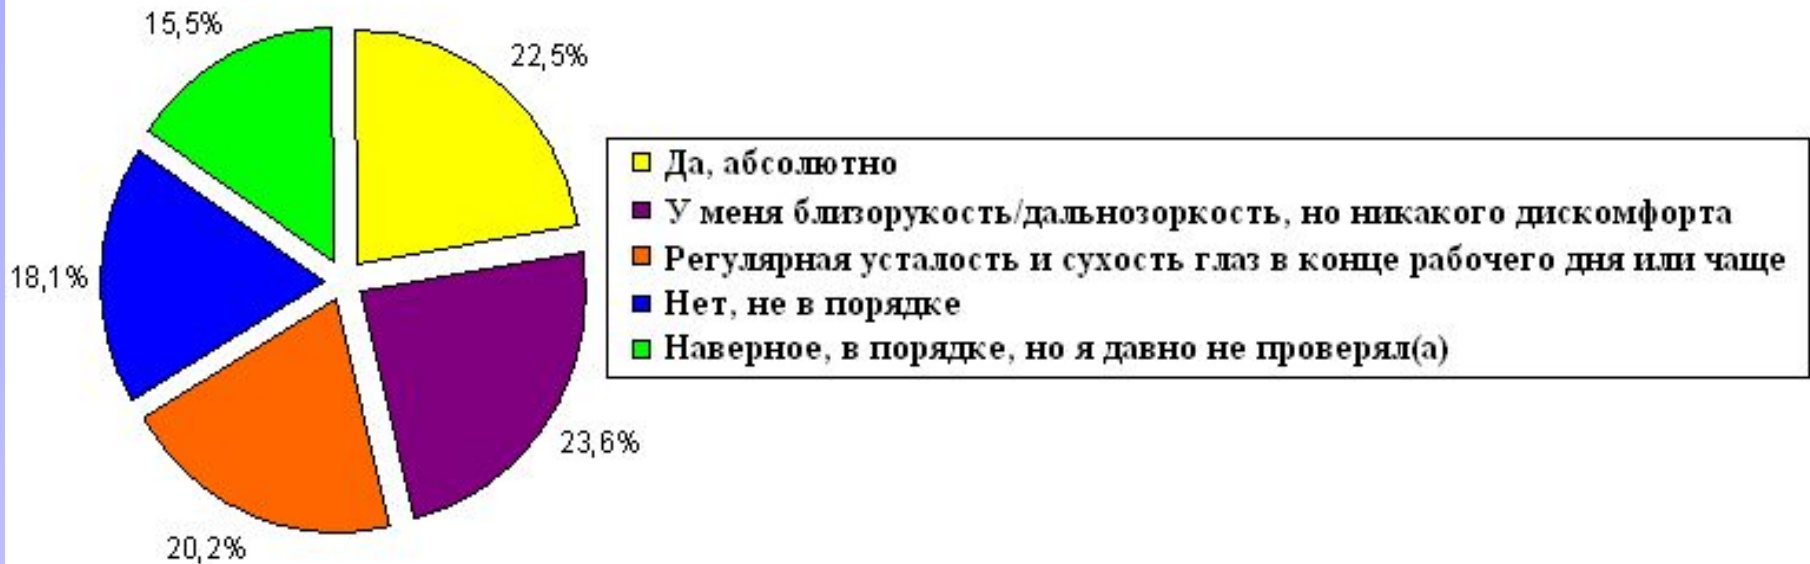 15,5%
22,5%
18,1%
23,6%
20,2%
Да, абсолютно
У меня близорукость/дальнозоркость, но никакого дискомфорта
Регулярная усталость и сухость глаз в конце рабочего дня или чаще
Нет, не в порядке
Наверное, в порядке, но я давно не проверял(а)